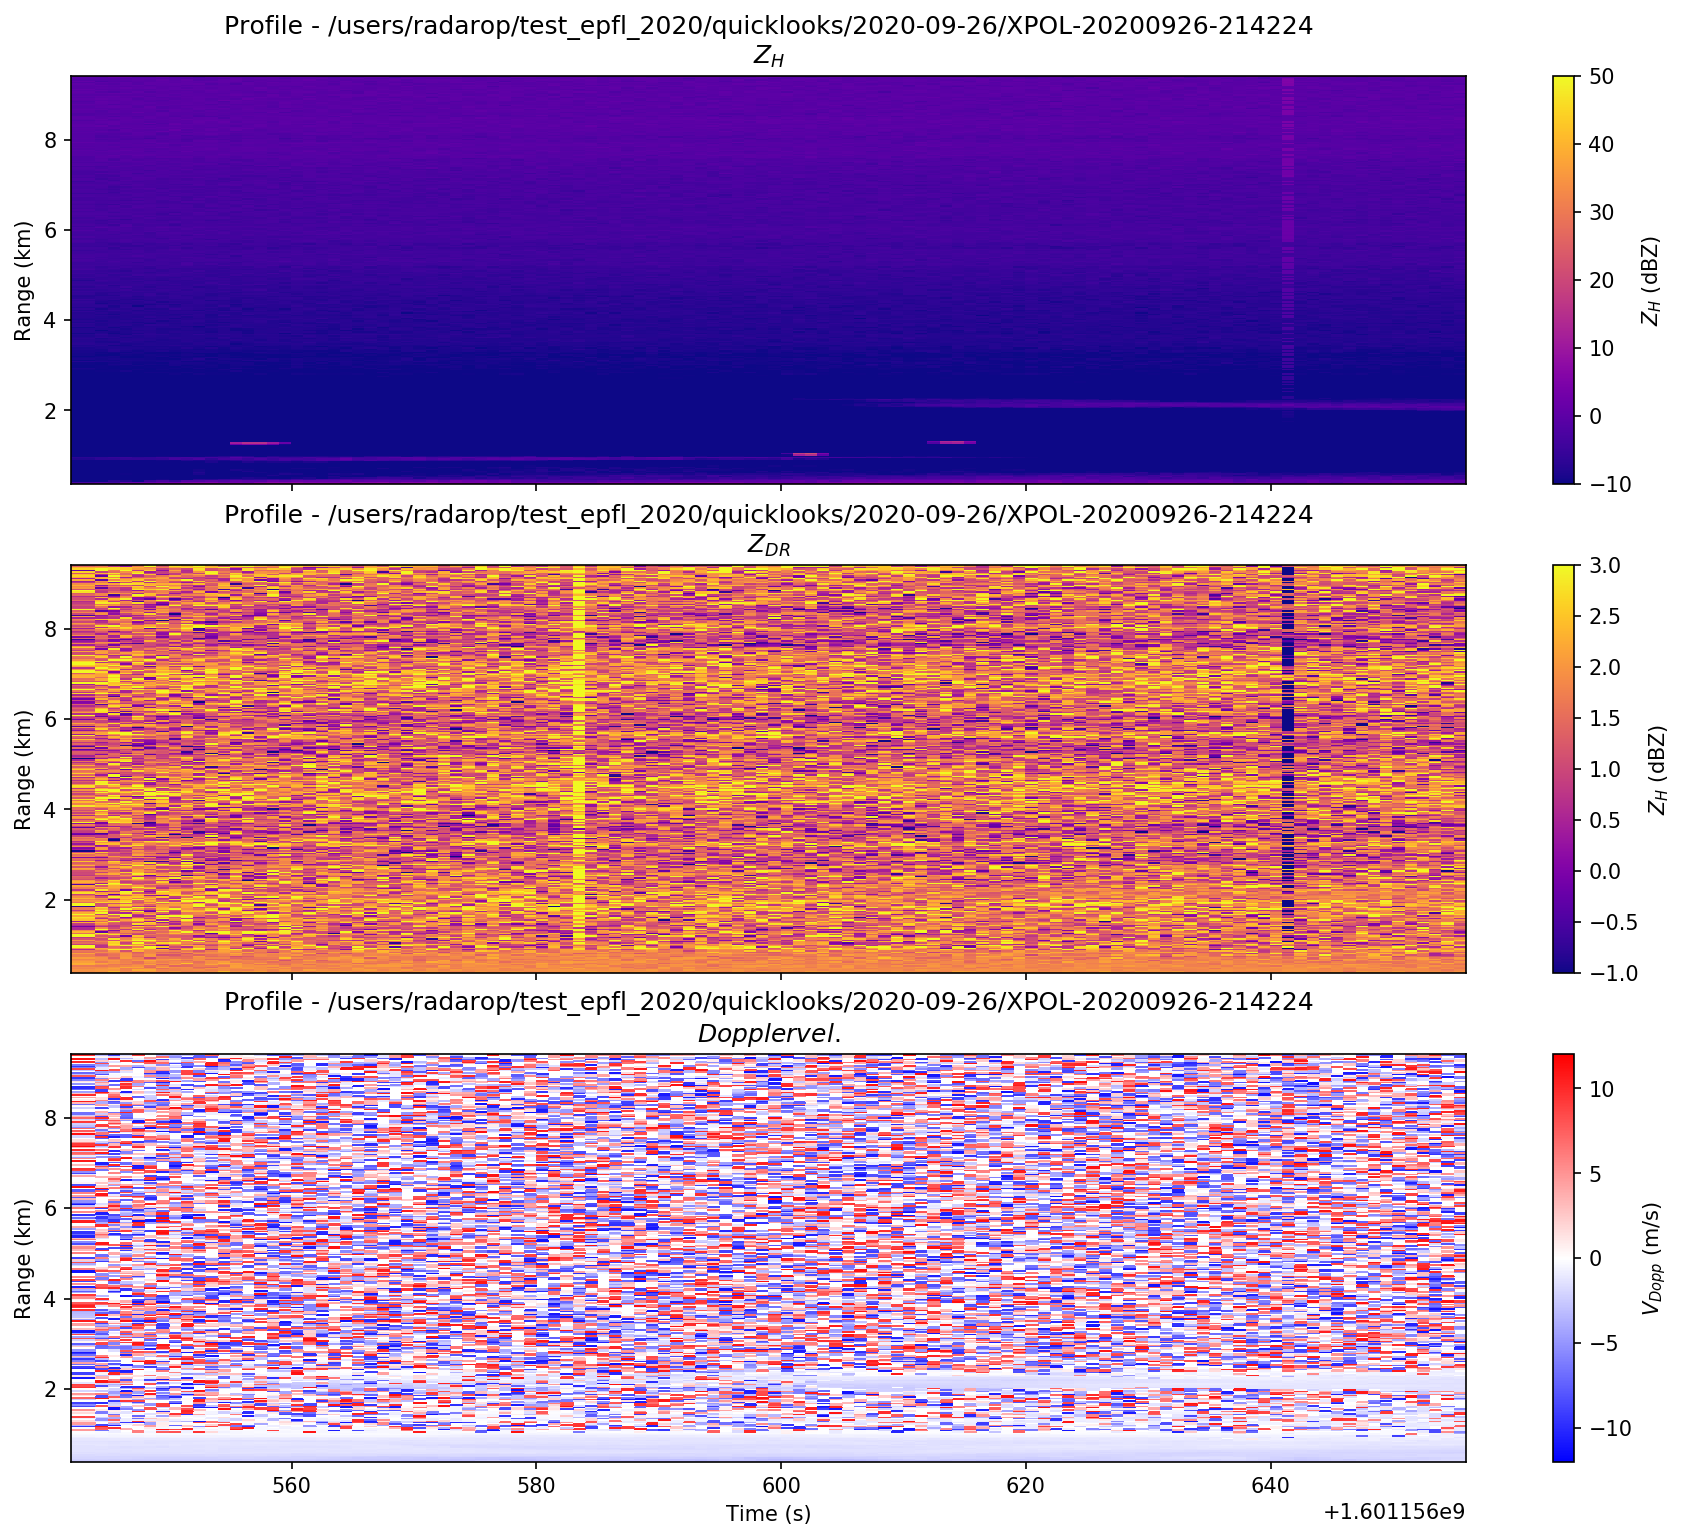 Profile - /users/radarop/test_epfl_2020/quicklooks/2020-09-26/XPOL-20200926-214224
Z_H
Range (km)
8
6
4
2
50
40
30
20
10
0
−10
Z_H (dBZ)
Profile - /users/radarop/test_epfl_2020/quicklooks/2020-09-26/XPOL-20200926-214224
Z_DR
Range (km)
8
6
4
2
3.0
2.5
2.0
1.5
1.0
0.5
0.0
−0.5
−1.0
Z_H (dBZ)
Profile - /users/radarop/test_epfl_2020/quicklooks/2020-09-26/XPOL-20200926-214224
Dopplervel.
Range (km)
8
6
4
2
10
5
0
−5
−10
V_Dopp (m/s)
560 580 600 620 640
Time (s)
+1.601156e9